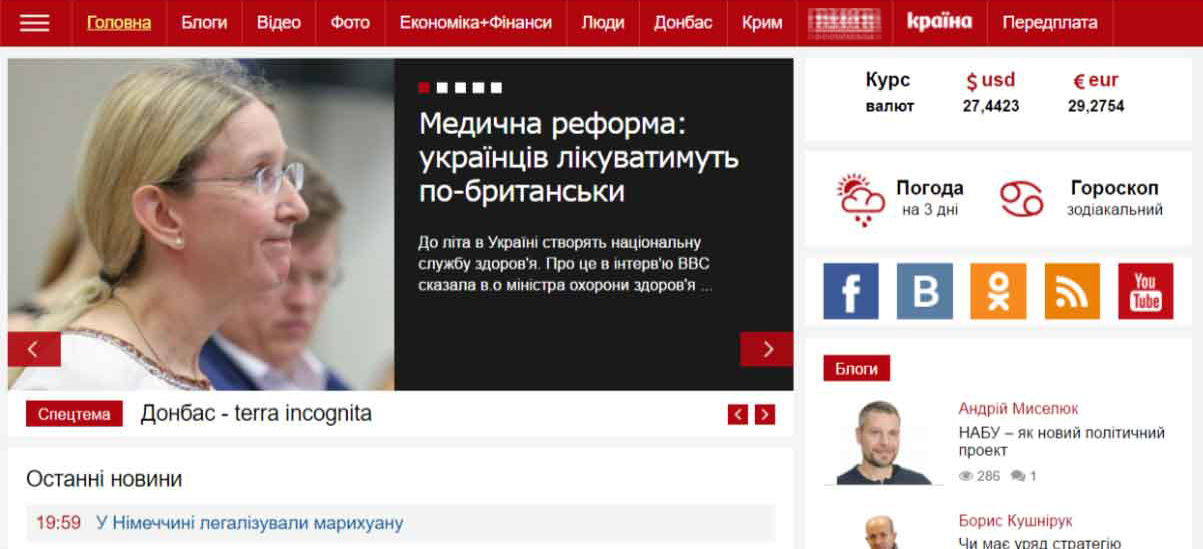 Головна
Блоги
Відео
Фото
Економіка+Фінанси
Люди
Донбас
Крим
країна
Передплата
Медична реформа:
українців лікуватимуть
по-британськи
До літа в Україні створять національну
службу здоров'я. Про це в інтерв'ю BBC
сказала в.о міністра охорони здоров'я ...
Спецтема
Донбас - terra incognita
Останні новини
19:59 У Німеччині легалізували марихуану
Курс
валют
$ usd
27,4423
€ eur
29,2754
Погода
на 3 дні
Гороскоп
зодіакальний
f
B
You
Tube
Блоги
Андрій Миселюк
НАБУ – як новий політичний
проект
286 1
Борис Кушнірук
Чи має уряд стратегію